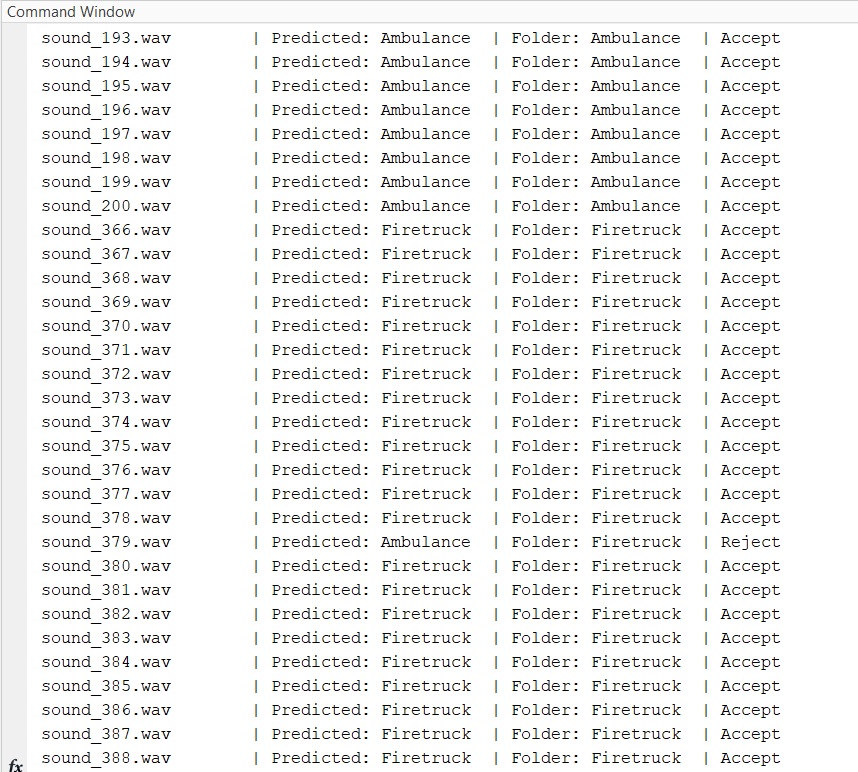 Command Window
sound_193.wav | Predicted: Ambulance | Folder: Ambulance | Accept
sound_194.wav | Predicted: Ambulance | Folder: Ambulance | Accept
sound_195.wav | Predicted: Ambulance | Folder: Ambulance | Accept
sound_196.wav | Predicted: Ambulance | Folder: Ambulance | Accept
sound_197.wav | Predicted: Ambulance | Folder: Ambulance | Accept
sound_198.wav | Predicted: Ambulance | Folder: Ambulance | Accept
sound_199.wav | Predicted: Ambulance | Folder: Ambulance | Accept
sound_200.wav | Predicted: Ambulance | Folder: Ambulance | Accept
sound_366.wav | Predicted: Firetruck | Folder: Firetruck | Accept
sound_367.wav | Predicted: Firetruck | Folder: Firetruck | Accept
sound_368.wav | Predicted: Firetruck | Folder: Firetruck | Accept
sound_369.wav | Predicted: Firetruck | Folder: Firetruck | Accept
sound_370.wav | Predicted: Firetruck | Folder: Firetruck | Accept
sound_371.wav | Predicted: Firetruck | Folder: Firetruck | Accept
sound_372.wav | Predicted: Firetruck | Folder: Firetruck | Accept
sound_373.wav | Predicted: Firetruck | Folder: Firetruck | Accept
sound_374.wav | Predicted: Firetruck | Folder: Firetruck | Accept
sound_375.wav | Predicted: Firetruck | Folder: Firetruck | Accept
sound_376.wav | Predicted: Firetruck | Folder: Firetruck | Accept
sound_377.wav | Predicted: Firetruck | Folder: Firetruck | Accept
sound_378.wav | Predicted: Firetruck | Folder: Firetruck | Accept
sound_379.wav | Predicted: Ambulance | Folder: Firetruck | Reject
sound_380.wav | Predicted: Firetruck | Folder: Firetruck | Accept
sound_381.wav | Predicted: Firetruck | Folder: Firetruck | Accept
sound_382.wav | Predicted: Firetruck | Folder: Firetruck | Accept
sound_383.wav | Predicted: Firetruck | Folder: Firetruck | Accept
sound_384.wav | Predicted: Firetruck | Folder: Firetruck | Accept
sound_385.wav | Predicted: Firetruck | Folder: Firetruck | Accept
sound_386.wav | Predicted: Firetruck | Folder: Firetruck | Accept
sound_387.wav | Predicted: Firetruck | Folder: Firetruck | Accept
sound_388.wav | Predicted: Firetruck | Folder: Firetruck | Accept
fx